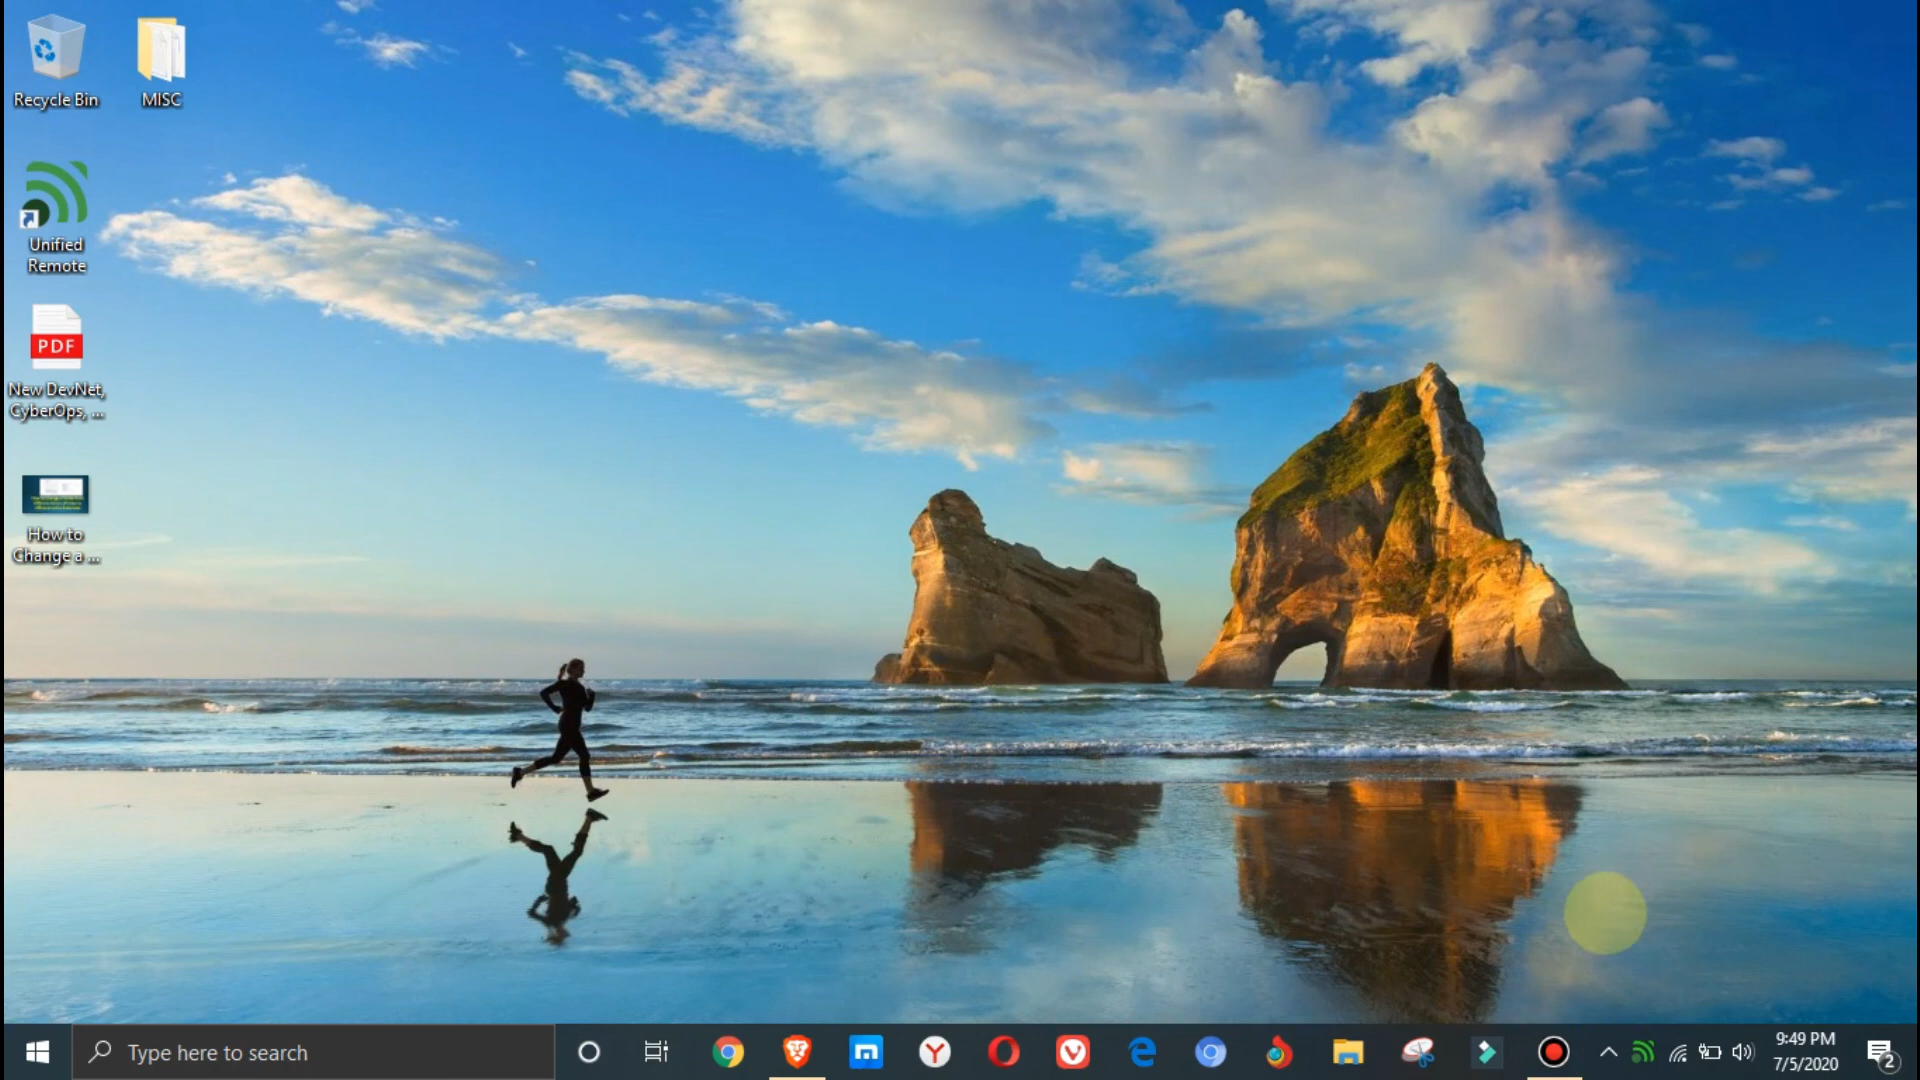 Recycle Bin
MISC
Unified
Remote
PDF
New DevNet,
CyberOps, ...
How to
Change a ...
Type here to search
9:49 PM
7/5/2020
2